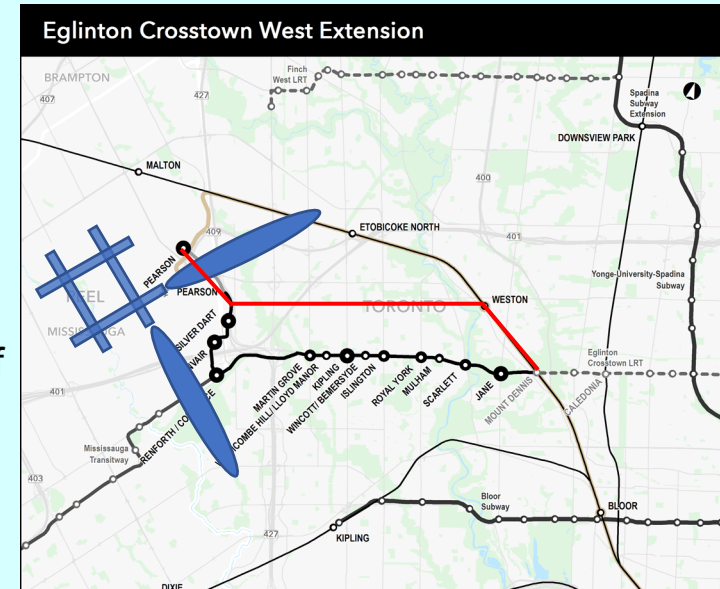 Eglinton Crosstown West Extension
BRAMPTON
407
427
Finch
West LRT
Spadina
Subway
Extension
DOWNSVIEW PARK
MALTON
400
409
ETOBICOKE NORTH
401
PEARSON
PEARSON
Yonge-University-Spadina
Subway
TORONTO
WESTON
MISSISSAUGA
SILVER DART
Eglinton
Crosstown LRT
401
RENFORTH /
MARTIN GROVE
HILL/ LLOYD MANOR
KIPLING
WINCOTT/ BEMERSYDE
ISLINGTON
ROYAL YORK
MULHAM
SCARLETT
JANE
MOUNT DENNIS
CALEDONIA
Mississauga
Transitway
403
Bloor
Subway
BLOOR
427
KIPLING
DIXIE